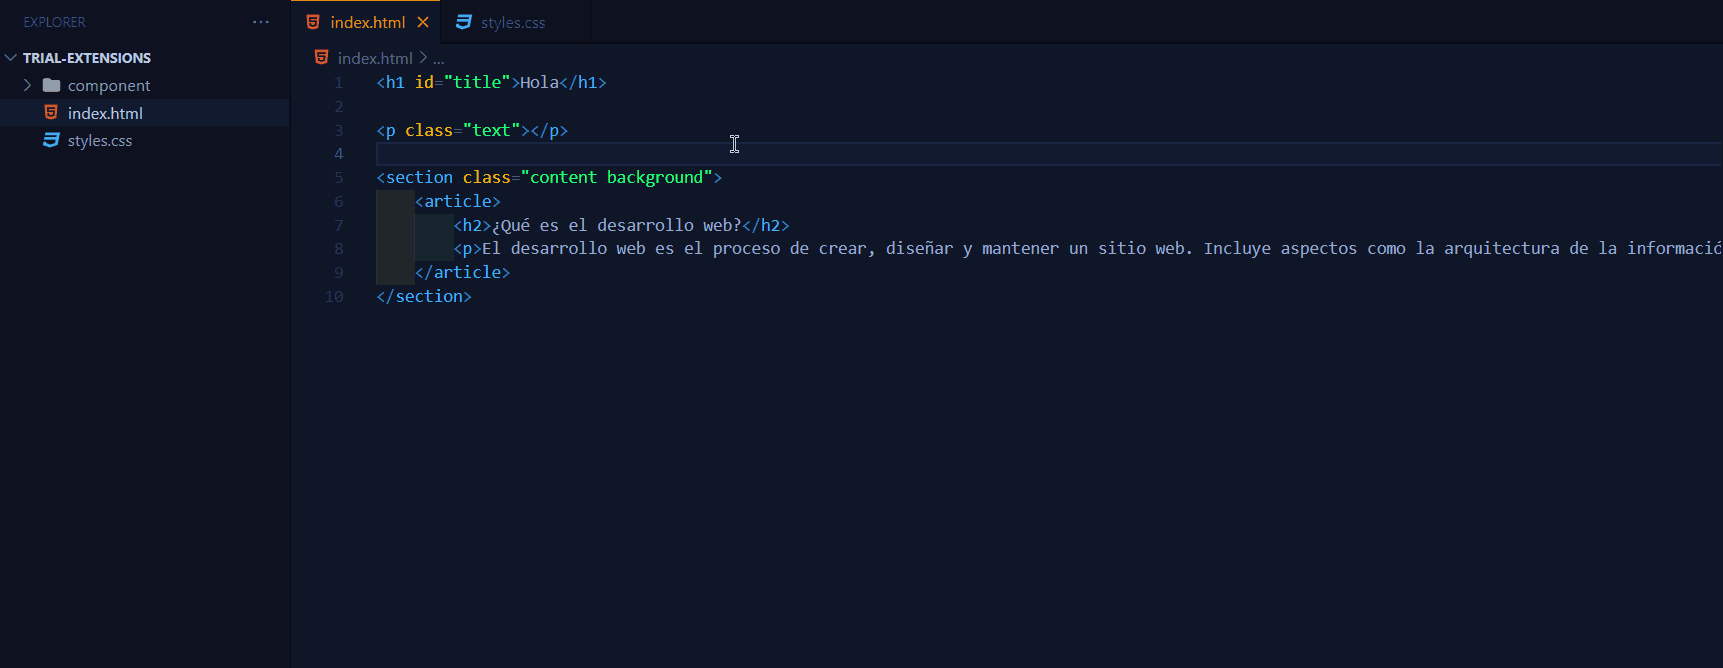 EXPLORER ...
TRIAL-EXTENSIONS
component
index.html
styles.css
index.html
styles.css
index.html > ...
1 <h1 id="title">Hola</h1>
2
3 <p class="text"></p>
4
5 <section class="content background">
6 <article>
7 <h2>¿Qué es el desarrollo web?</h2>
8 <p>El desarrollo web es el proceso de crear, diseñar y mantener un sitio web. Incluye aspectos como la arquitectura de la informació
9 </article>
10 </section>